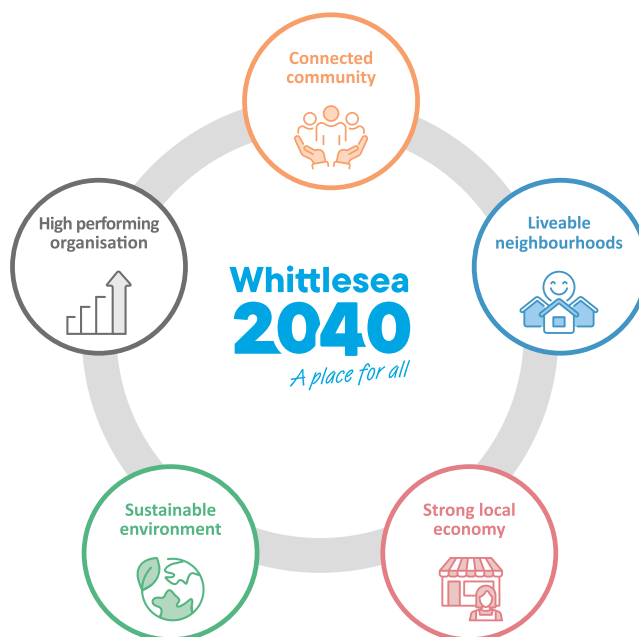 Connected
community
High performing
organisation
Liveable
neighbourhoods
Whittlesea
2040
A place for all
Sustainable
environment
Strong local
economy